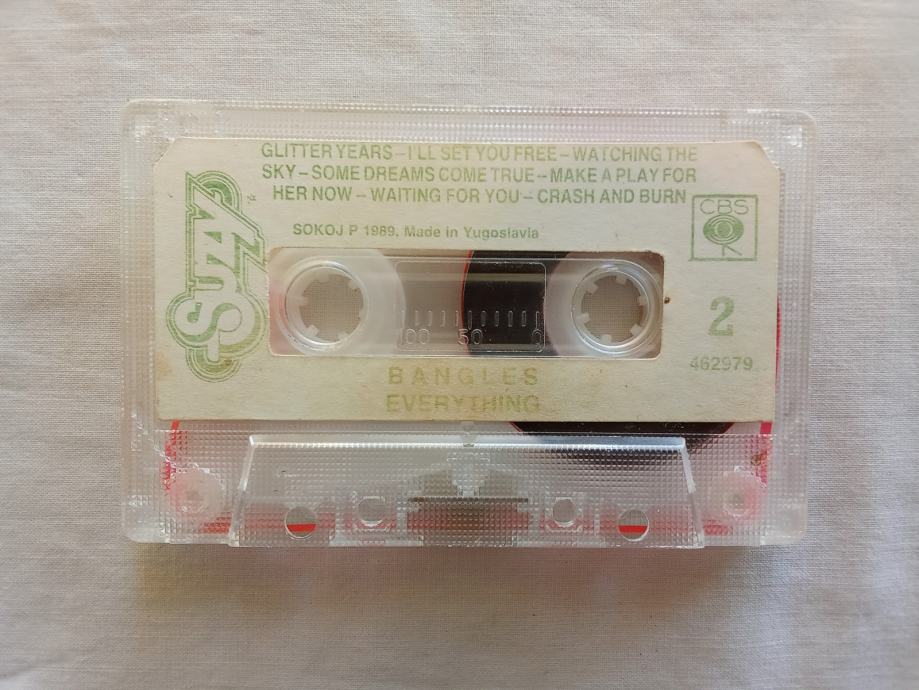 GLITTER YEARS – I'LL SET YOU FREE – WATCHING THE
SKY – SOME DREAMS COME TRUE – MAKE A PLAY FOR
HER NOW – WAITING FOR YOU – CRASH AND BURN
SUZY
CBS
SOKOJ P 1989, Made in Yugoslavia
2
100 50 0
462979
BANGLES
EVERYTHING